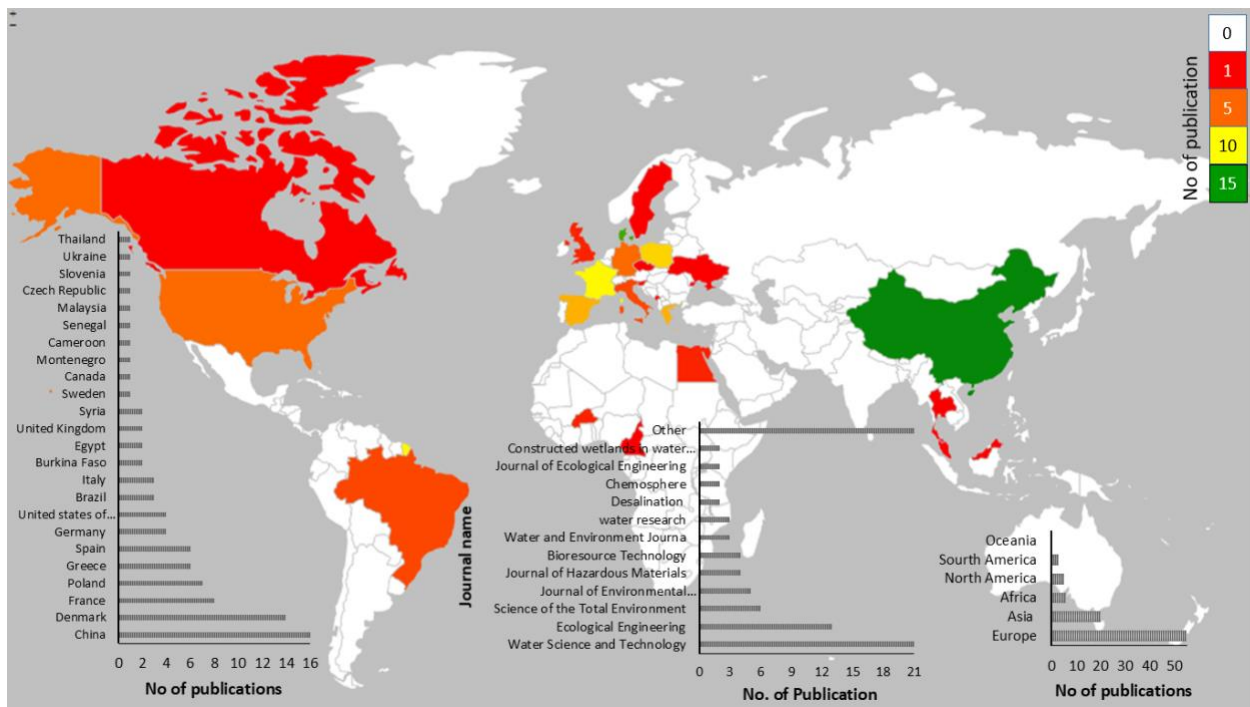 +
−
No of publication
0
1
5
10
15
Thailand
Ukraine
Slovenia
Czech Republic
Malaysia
Senegal
Cameroon
Montenegro
Canada
Sweden
Syria
United Kingdom
Egypt
Burkina Faso
Italy
Brazil
United states of...
Germany
Spain
Greece
Poland
France
Denmark
China
0 2 4 6 8 10 12 14 16
No of publications
Journal name
Other
Constructed wetlands in water...
Journal of Ecological Engineering
Chemosphere
Desalination
water research
Water and Environment Journa
Bioresource Technology
Journal of Hazardous Materials
Journal of Environmental...
Science of the Total Environment
Ecological Engineering
Water Science and Technology
0 3 6 9 12 15 18 21
No. of Publication
Oceania
Sourth America
North America
Africa
Asia
Europe
0 10 20 30 40 50
No of publications